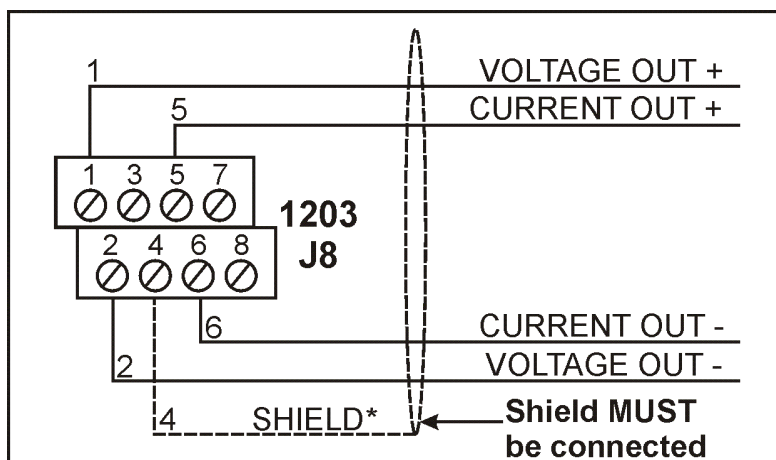 1 VOLTAGE OUT +
5 CURRENT OUT +
1 3 5 7
1203
J8
2 4 6 8
6 CURRENT OUT -
2 VOLTAGE OUT -
4 SHIELD*
Shield MUST
be connected